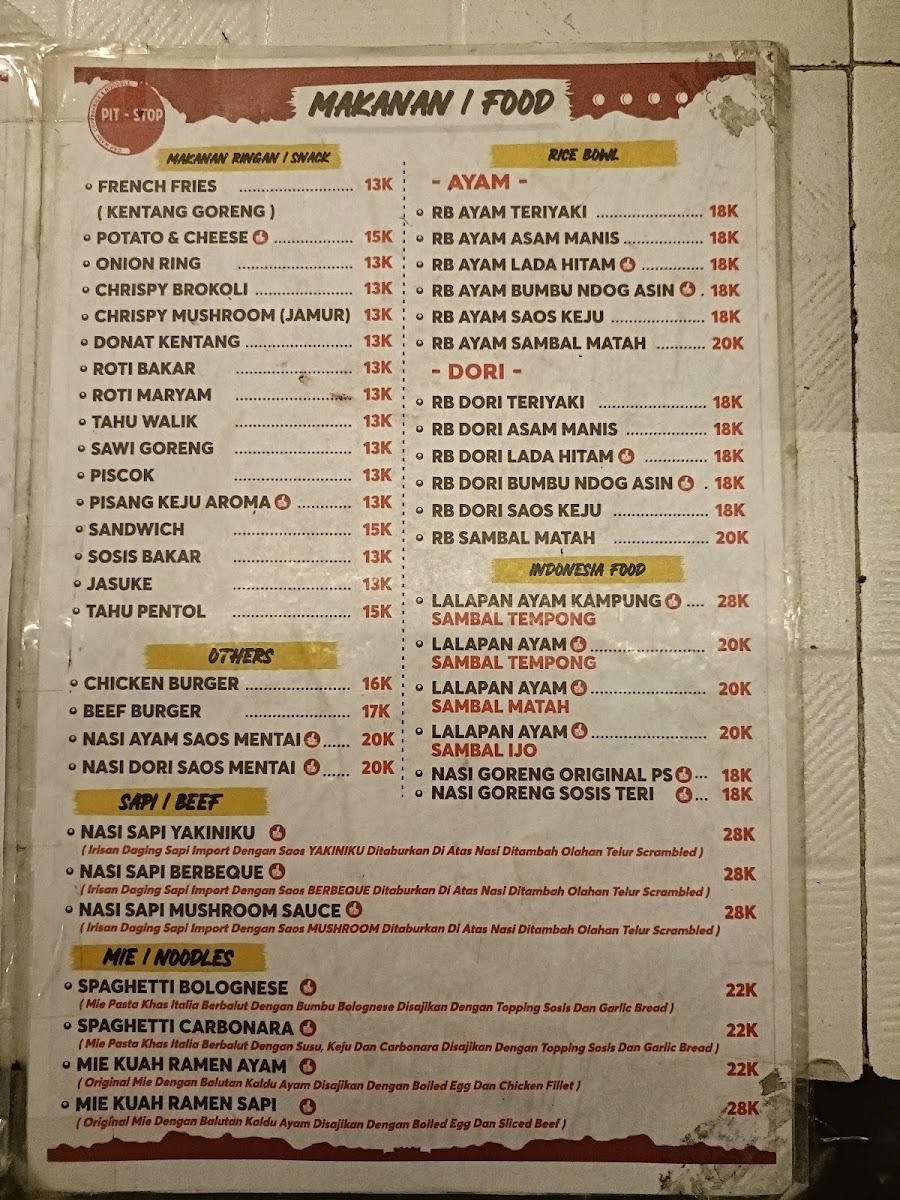 PIT - STOP
MAKANAN / FOOD
MAKANAN RINGAN / SNACK
FRENCH FRIES .......................... 13K
( KENTANG GORENG )
POTATO & CHEESE .................. 15K
ONION RING .......................... 13K
CHRISPY BROKOLI ...................... 13K
CHRISPY MUSHROOM (JAMUR) 13K
DONAT KENTANG ........................ 13K
ROTI BAKAR .......................... 13K
ROTI MARYAM .......................... 13K
TAHU WALIK .......................... 13K
SAWI GORENG .......................... 13K
PISCOK .......................... 13K
PISANG KEJU AROMA ............ 13K
SANDWICH .......................... 15K
SOSIS BAKAR .......................... 13K
JASUKE .......................... 13K
TAHU PENTOL .......................... 15K
OTHERS
CHICKEN BURGER ........................ 16K
BEEF BURGER ........................ 17K
NASI AYAM SAOS MENTAI ...... 20K
NASI DORI SAOS MENTAI ...... 20K
RICE BOWL
- AYAM -
RB AYAM TERIYAKI ........................ 18K
RB AYAM ASAM MANIS .................. 18K
RB AYAM LADA HITAM .............. 18K
RB AYAM BUMBU NDOG ASIN . 18K
RB AYAM SAOS KEJU ..................... 18K
RB AYAM SAMBAL MATAH ........... 20K
- DORI -
RB DORI TERIYAKI ........................ 18K
RB DORI ASAM MANIS .................. 18K
RB DORI LADA HITAM .............. 18K
RB DORI BUMBU NDOG ASIN . 18K
RB DORI SAOS KEJU ..................... 18K
RB SAMBAL MATAH ..................... 20K
INDONESIA FOOD
LALAPAN AYAM KAMPUNG .... 28K
SAMBAL TEMPONG
LALAPAN AYAM .......................... 20K
SAMBAL TEMPONG
LALAPAN AYAM .......................... 20K
SAMBAL MATAH
LALAPAN AYAM .......................... 20K
SAMBAL IJO
NASI GORENG ORIGINAL PS ... 18K
NASI GORENG SOSIS TERI ... 18K
SAPI / BEEF
NASI SAPI YAKINIKU 28K
( Irisan Daging Sapi Import Dengan Saos YAKINIKU Ditaburkan Di Atas Nasi Ditambah Olahan Telur Scrambled )
NASI SAPI BERBEQUE 28K
( Irisan Daging Sapi Import Dengan Saos BERBEQUE Ditaburkan Di Atas Nasi Ditambah Olahan Telur Scrambled )
NASI SAPI MUSHROOM SAUCE 28K
( Irisan Daging Sapi Import Dengan Saos MUSHROOM Ditaburkan Di Atas Nasi Ditambah Olahan Telur Scrambled )
MIE / NOODLES
SPAGHETTI BOLOGNESE 22K
( Mie Pasta Khas Italia Berbalut Dengan Bumbu Bolognese Disajikan Dengan Topping Sosis Dan Garlic Bread )
SPAGHETTI CARBONARA 22K
( Mie Pasta Khas Italia Berbalut Dengan Susu, Keju Dan Carbonara Disajikan Dengan Topping Sosis Dan Garlic Bread )
MIE KUAH RAMEN AYAM 22K
( Original Mie Dengan Balutan Kaldu Ayam Disajikan Dengan Boiled Egg Dan Chicken Fillet )
MIE KUAH RAMEN SAPI 28K
( Original Mie Dengan Balutan Kaldu Ayam Disajikan Dengan Boiled Egg Dan Sliced Beef )